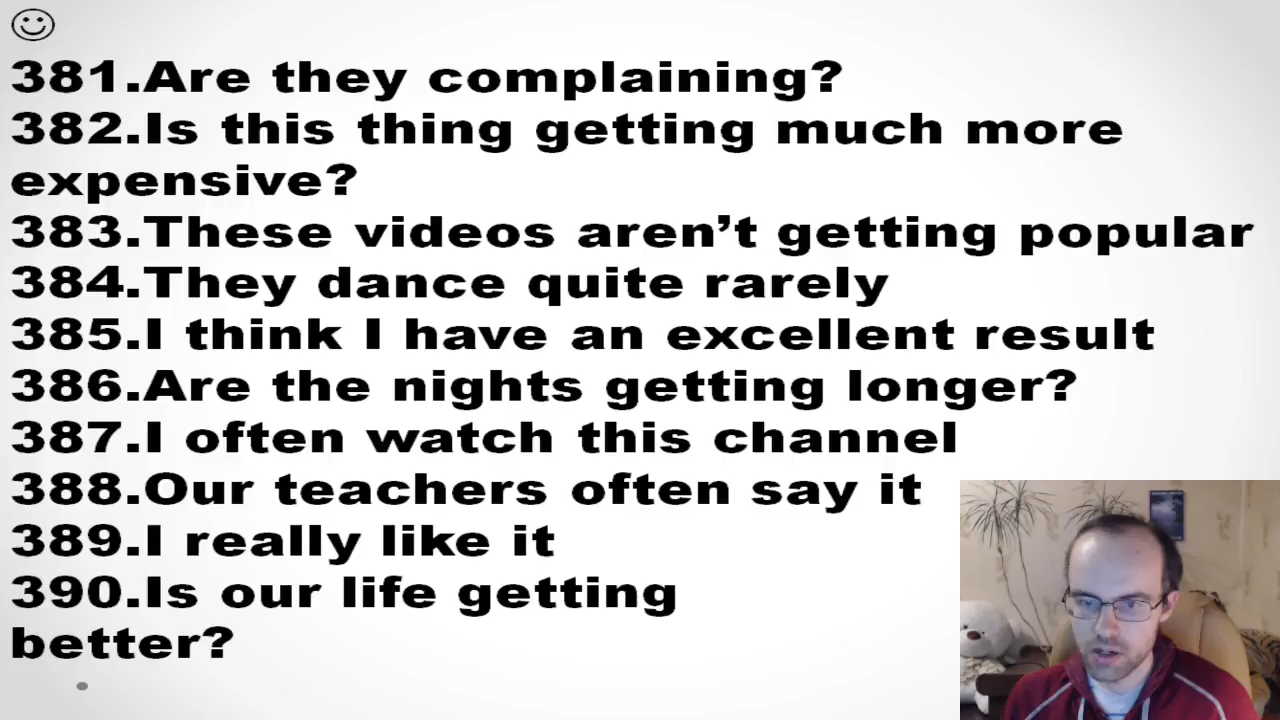 381.Are they complaining?
382.Is this thing getting much more
expensive?
383.These videos aren’t getting popular
384.They dance quite rarely
385.I think I have an excellent result
386.Are the nights getting longer?
387.I often watch this channel
388.Our teachers often say it
389.I really like it
390.Is our life getting
better?